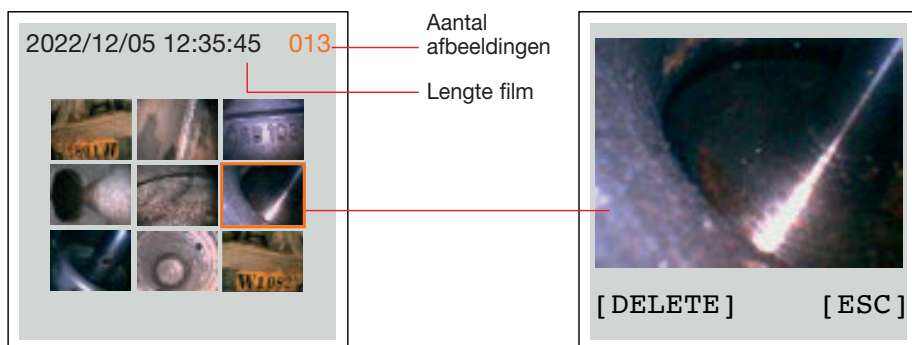 2022/12/05 12:35:45 013
Aantal
afbeeldingen
Lengte film
[DELETE] [ESC]